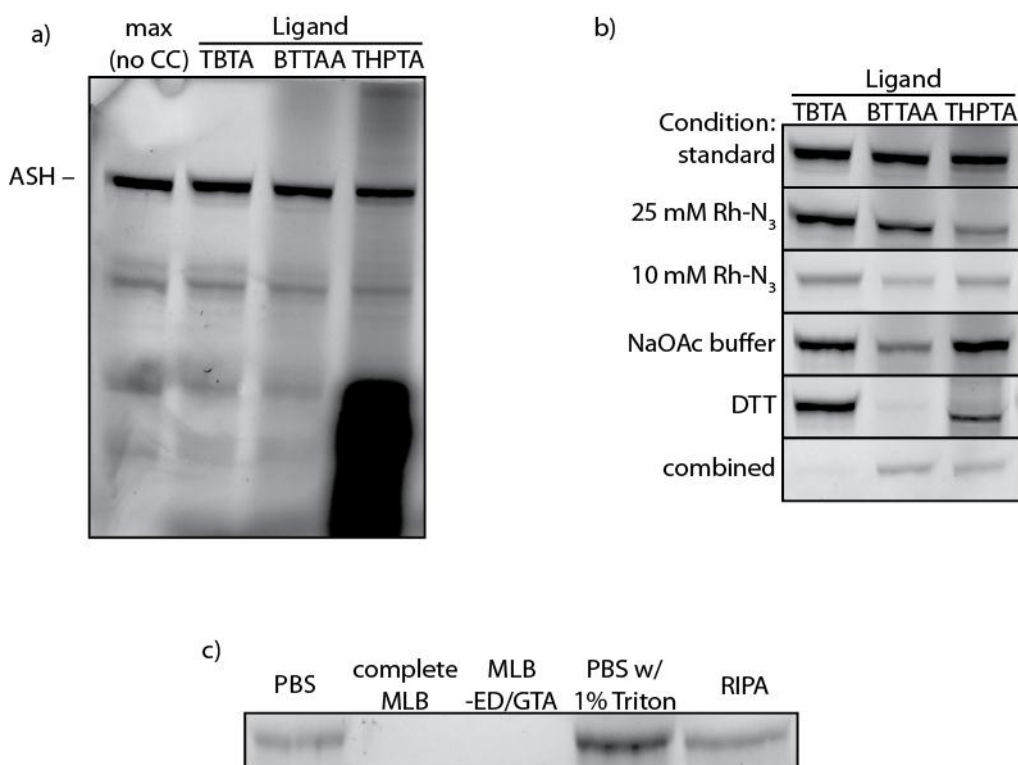 a)
max
(no CC)
Ligand
TBTA BTTAA THPTA
ASH –
b)
Ligand
TBTA BTTAA THPTA
Condition:
standard
25 mM Rh-N₃
10 mM Rh-N₃
NaOAc buffer
DTT
combined
c)
PBS
complete
MLB
MLB
-ED/GTA
PBS w/
1% Triton
RIPA